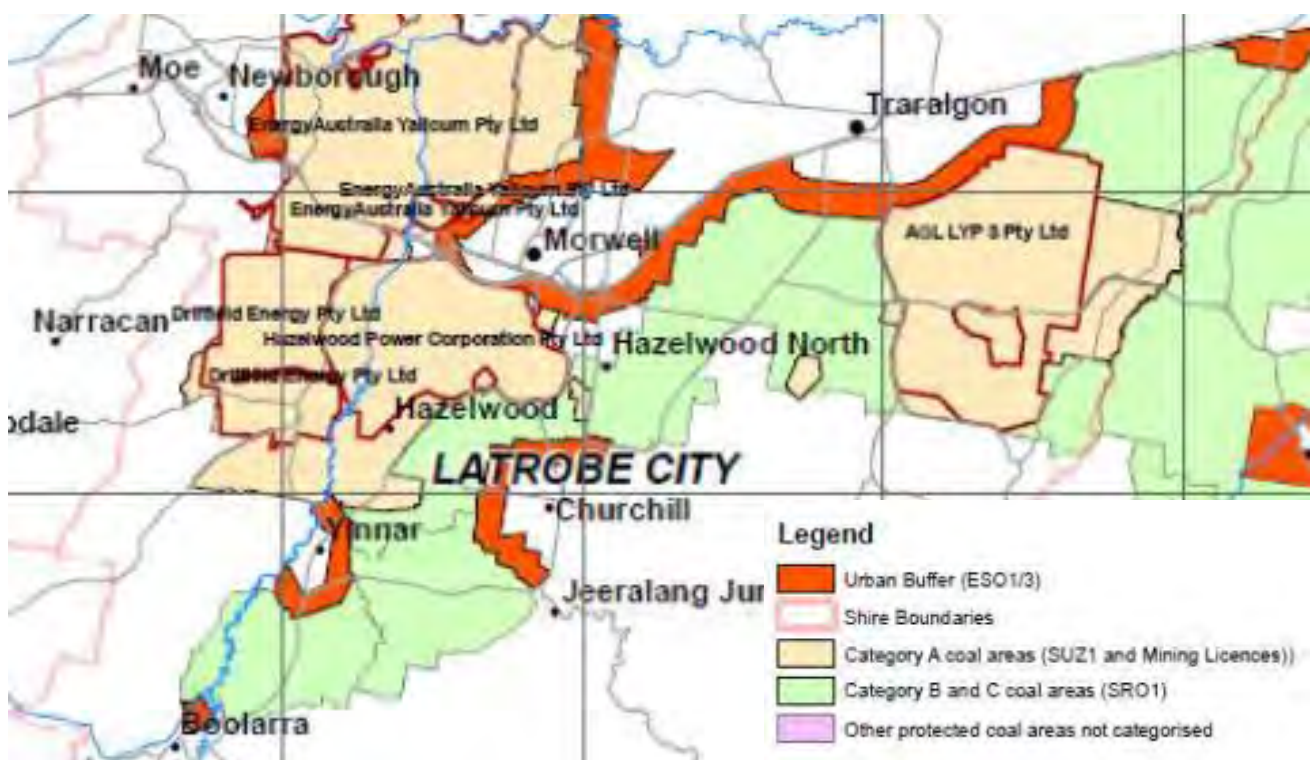 Moe
Newborough
EnergyAustralia Yallourn Pty Ltd
Traralgon
EnergyAustralia Yallourn Pty Ltd
EnergyAustralia Yallourn Pty Ltd
Morwell
AGL LYP 3 Pty Ltd
Narracan
Driffield Energy Pty Ltd
Hazelwood Power Corporation Pty Ltd
Hazelwood North
Driffield Energy Pty Ltd
Hazelwood
odale
LATROBE CITY
Churchill
Yinnar
Jeeralang Jur
Boolarra
Legend
Urban Buffer (ESO1/3)
Shire Boundaries
Category A coal areas (SUZ1 and Mining Licences))
Category B and C coal areas (SRO1)
Other protected coal areas not categorised